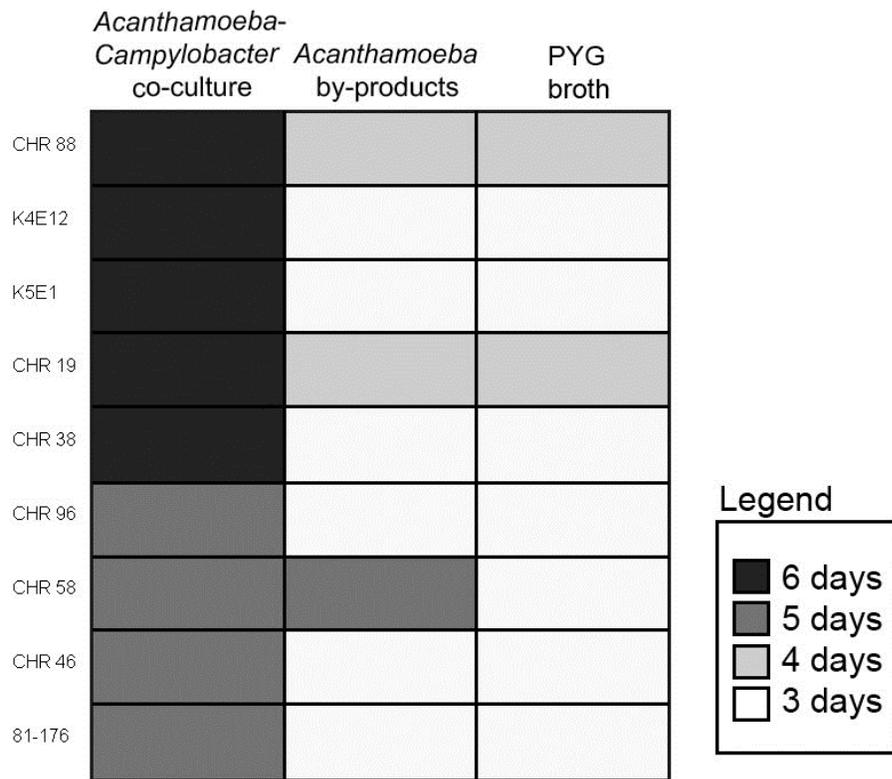 Acanthamoeba-
Campylobacter
co-culture
Acanthamoeba
by-products
PYG
broth
CHR 88
K4E12
K5E1
CHR 19
CHR 38
CHR 96
CHR 58
CHR 46
81-176
Legend
6 days
5 days
4 days
3 days